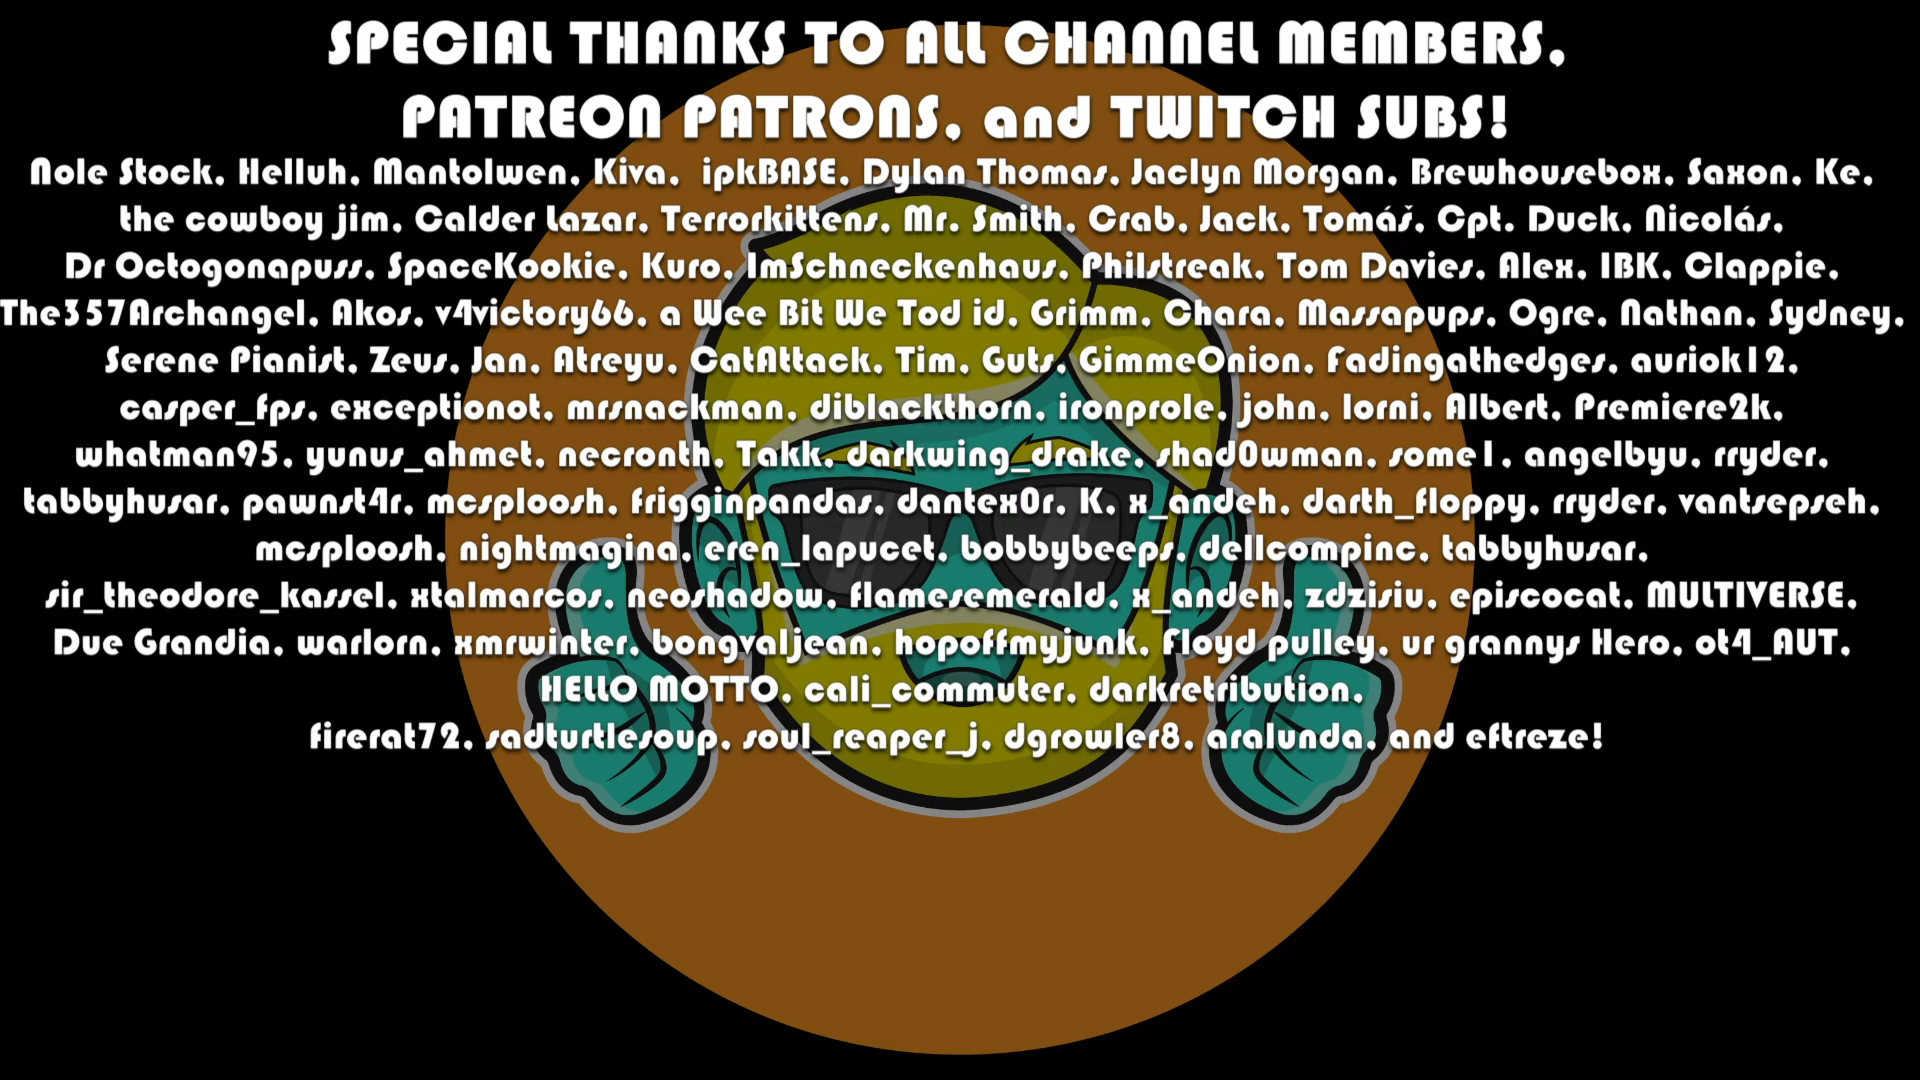 SPECIAL THANKS TO ALL CHANNEL MEMBERS,
PATREON PATRONS, and TWITCH SUBS!
Nole Stock, Helluh, Mantolwen, Kiva,  ipkBASE, Dylan Thomas, Jaclyn Morgan, Brewhousebox, Saxon, Ke,
the cowboy jim, Calder Lazar, Terrorkittens, Mr. Smith, Crab, Jack, Tomáš, Cpt. Duck, Nicolás,
Dr Octogonapuss, SpaceKookie, Kuro, ImSchneckenhaus, Philstreak, Tom Davies, Alex, IBK, Clappie,
The357Archangel, Akos, v4victory66, a Wee Bit We Tod id, Grimm, Chara, Massapups, Ogre, Nathan, Sydney,
Serene Pianist, Zeus, Jan, Atreyu, CatAttack, Tim, Guts, GimmeOnion, Fadingathedges, auriok12,
casper_fps, exceptionot, mrsnackman, diblackthorn, ironprole, john, lorni, Albert, Premiere2k,
whatman95, yunus_ahmet, necronth, Takk, darkwing_drake, shad0wman, some1, angelbyu, rryder,
tabbyhusar, pawnst4r, mcsploosh, frigginpandas, dantex0r, K, x_andeh, darth_floppy, rryder, vantsepseh,
mcsploosh, nightmagina, eren_lapucet, bobbybeeps, dellcompinc, tabbyhusar,
sir_theodore_kassel, xtalmarcos, neoshadow, flamesemerald, x_andeh, zdzisiu, episcocat, MULTIVERSE,
Due Grandia, warlorn, xmrwinter, bongvaljean, hopoffmyjunk, Floyd pulley, ur grannys Hero, ot4_AUT,
HELLO MOTTO, cali_commuter, darkretribution,
firerat72, sadturtlesoup, soul_reaper_j, dgrowler8, aralunda, and eftreze!